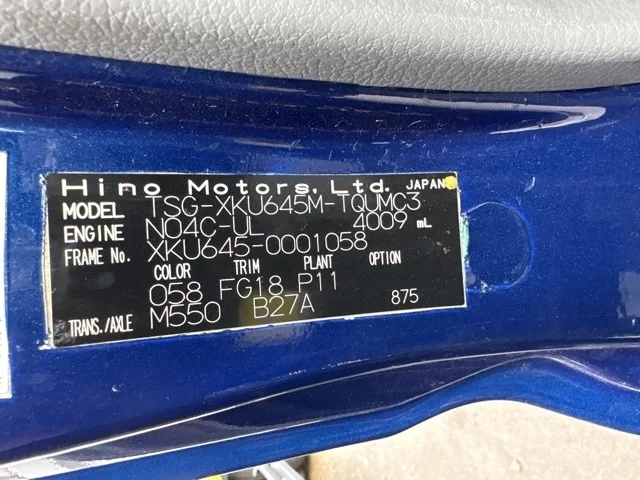 Hino Motors, Ltd. JAPAN
MODEL TSG-XKU645M-TQUMC3
ENGINE N04C-UL 4009 mL
FRAME No. XKU645-0001058
COLOR TRIM PLANT OPTION
058 FG18 P11
TRANS./AXLE M550 B27A 875